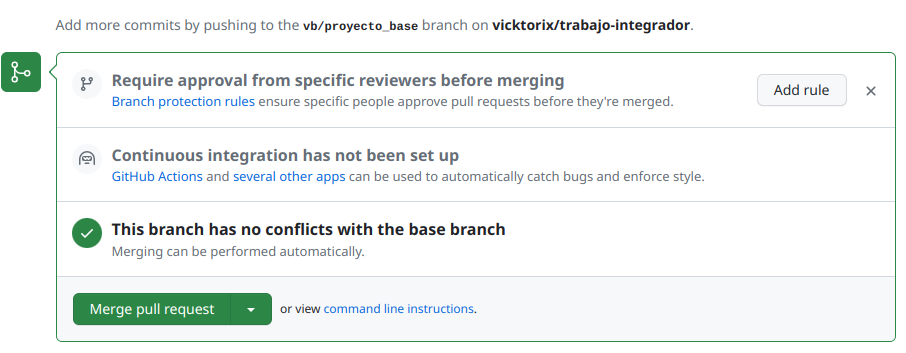 Add more commits by pushing to the vb/proyecto_base branch on vicktorix/trabajo-integrador.
Require approval from specific reviewers before merging
Branch protection rules ensure specific people approve pull requests before they're merged.
Add rule
Continuous integration has not been set up
GitHub Actions and several other apps can be used to automatically catch bugs and enforce style.
This branch has no conflicts with the base branch
Merging can be performed automatically.
Merge pull request
or view command line instructions.